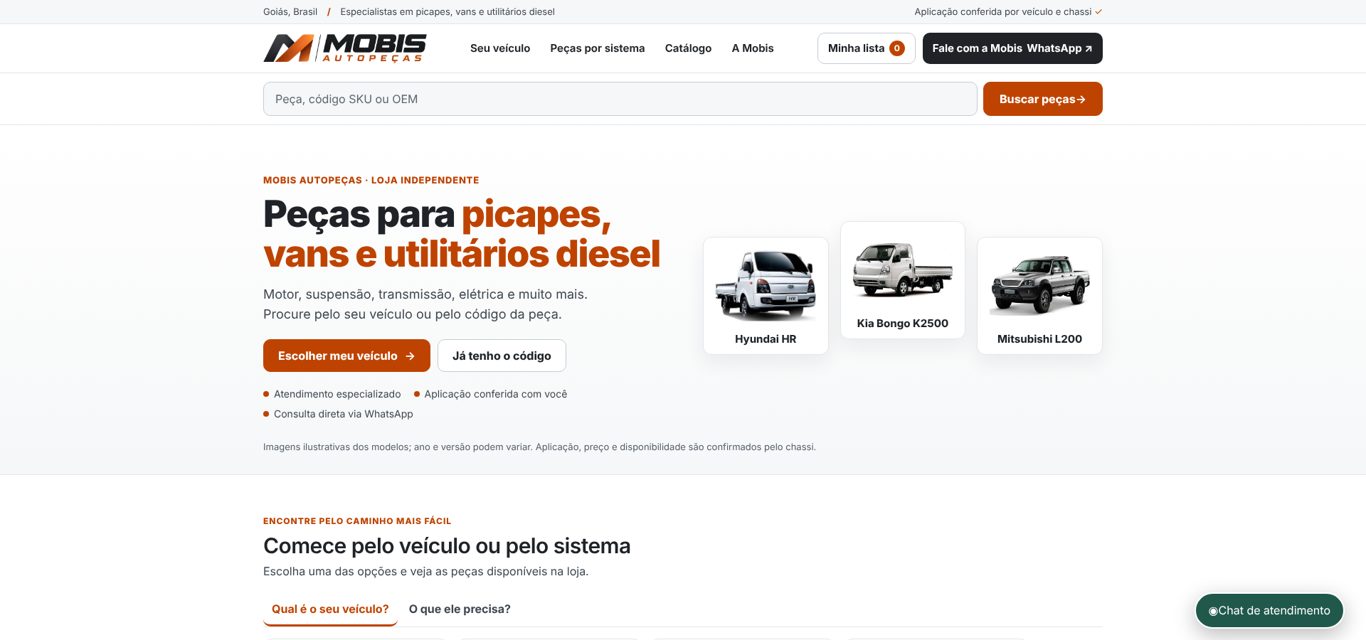 Goiás, Brasil / Especialistas em picapes, vans e utilitários diesel
Aplicação conferida por veículo e chassi ✓
MOBIS
AUTOPEÇAS
Seu veículo
Peças por sistema
Catálogo
A Mobis
Minha lista 0
Fale com a Mobis WhatsApp ↗
Peça, código SKU ou OEM
Buscar peças→
MOBIS AUTOPEÇAS · LOJA INDEPENDENTE
Peças para picapes,
vans e utilitários diesel
Motor, suspensão, transmissão, elétrica e muito mais.
Procure pelo seu veículo ou pelo código da peça.
Escolher meu veículo →
Já tenho o código
Atendimento especializado
Aplicação conferida com você
Consulta direta via WhatsApp
Hyundai HR
Kia Bongo K2500
Mitsubishi L200
Imagens ilustrativas dos modelos; ano e versão podem variar. Aplicação, preço e disponibilidade são confirmados pelo chassi.
ENCONTRE PELO CAMINHO MAIS FÁCIL
Comece pelo veículo ou pelo sistema
Escolha uma das opções e veja as peças disponíveis na loja.
Qual é o seu veículo?
O que ele precisa?
◉Chat de atendimento